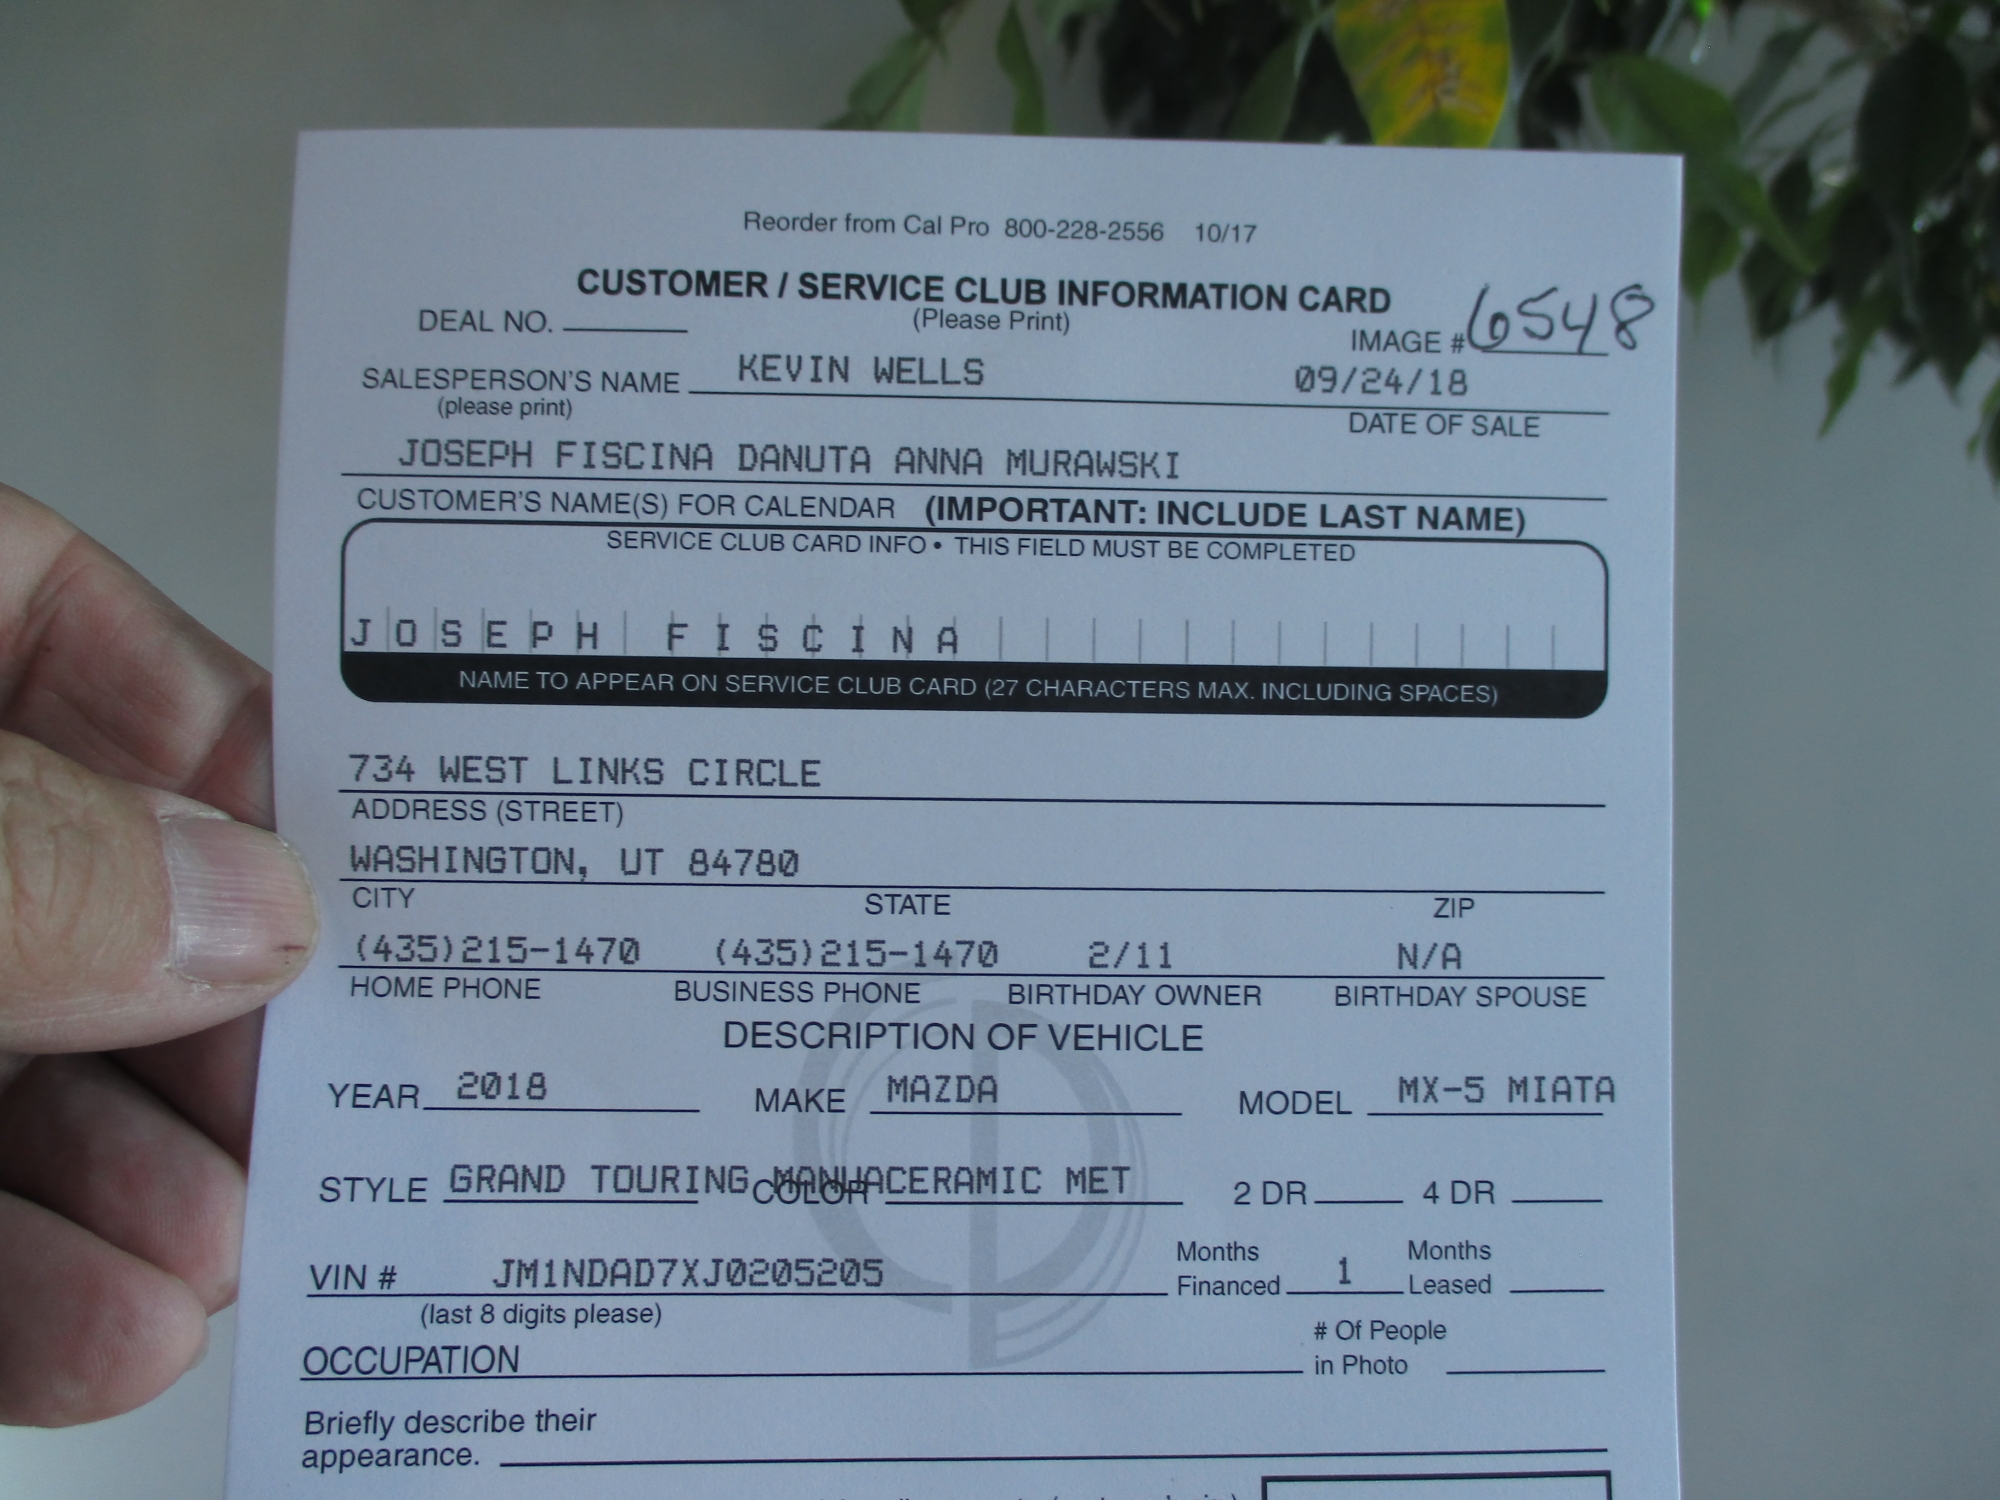 Reorder from Cal Pro 800-228-2556 10/17
CUSTOMER / SERVICE CLUB INFORMATION CARD
(Please Print)
DEAL NO.
IMAGE # 6548
SALESPERSON'S NAME KEVIN WELLS 09/24/18
(please print) DATE OF SALE
JOSEPH FISCINA DANUTA ANNA MURAWSKI
CUSTOMER'S NAME(S) FOR CALENDAR (IMPORTANT: INCLUDE LAST NAME)
SERVICE CLUB CARD INFO • THIS FIELD MUST BE COMPLETED
JOSEPH FISCINA
NAME TO APPEAR ON SERVICE CLUB CARD (27 CHARACTERS MAX. INCLUDING SPACES)
734 WEST LINKS CIRCLE
ADDRESS (STREET)
WASHINGTON, UT 84780
CITY STATE ZIP
(435)215-1470 (435)215-1470 2/11 N/A
HOME PHONE BUSINESS PHONE BIRTHDAY OWNER BIRTHDAY SPOUSE
DESCRIPTION OF VEHICLE
YEAR 2018 MAKE MAZDA MODEL MX-5 MIATA
STYLE GRAND TOURING COLOR CERAMIC MET 2 DR 4 DR
VIN # JM1NDAD7XJ0205205 Months Financed 1 Months Leased
(last 8 digits please)
OCCUPATION # Of People in Photo
Briefly describe their
appearance.